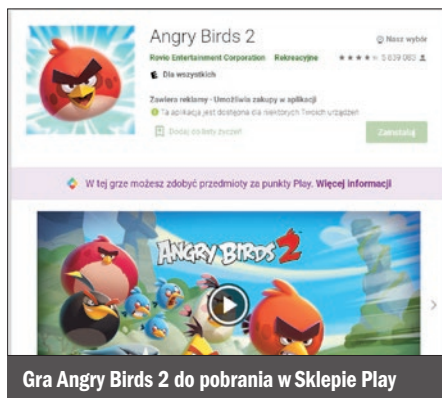 Angry Birds 2
Nasz wybór
Rovio Entertainment Corporation Rekreacyjne
Dla wszystkich
Zawiera reklamy · Umożliwia zakupy w aplikacji
Ta aplikacja jest dostępna dla niektórych Twoich urządzeń
Dodaj do listy życzeń
Zainstaluj
W tej grze możesz zdobyć przedmioty za punkty Play. Więcej informacji
ANGRY BIRDS 2
Gra Angry Birds 2 do pobrania w Sklepie Play